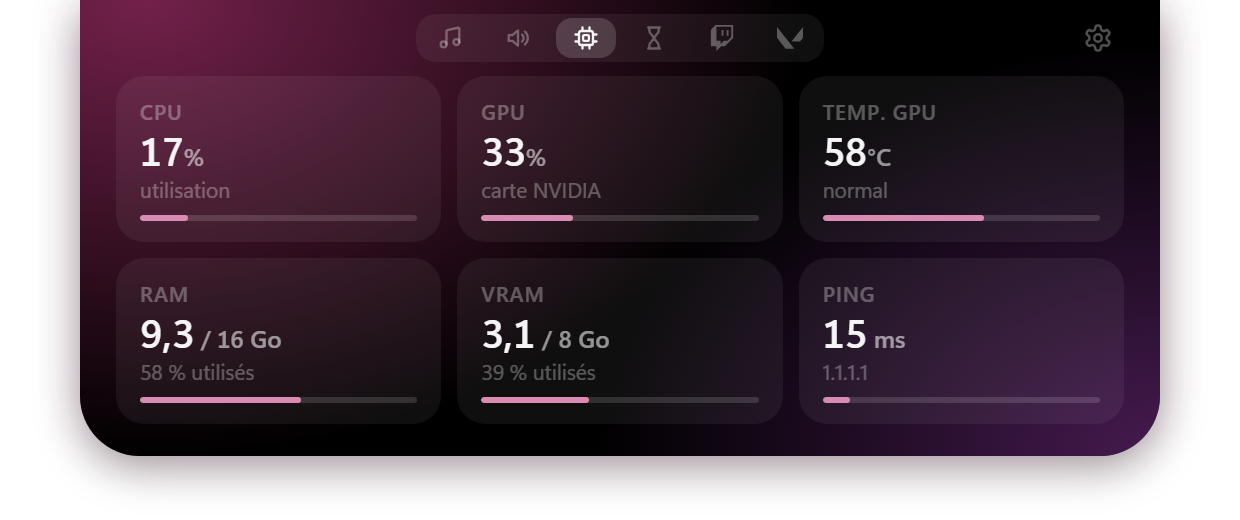 CPU
17%
utilisation
GPU
33%
carte NVIDIA
TEMP. GPU
58°C
normal
RAM
9,3 / 16 Go
58 % utilisés
VRAM
3,1 / 8 Go
39 % utilisés
PING
15 ms
1.1.1.1